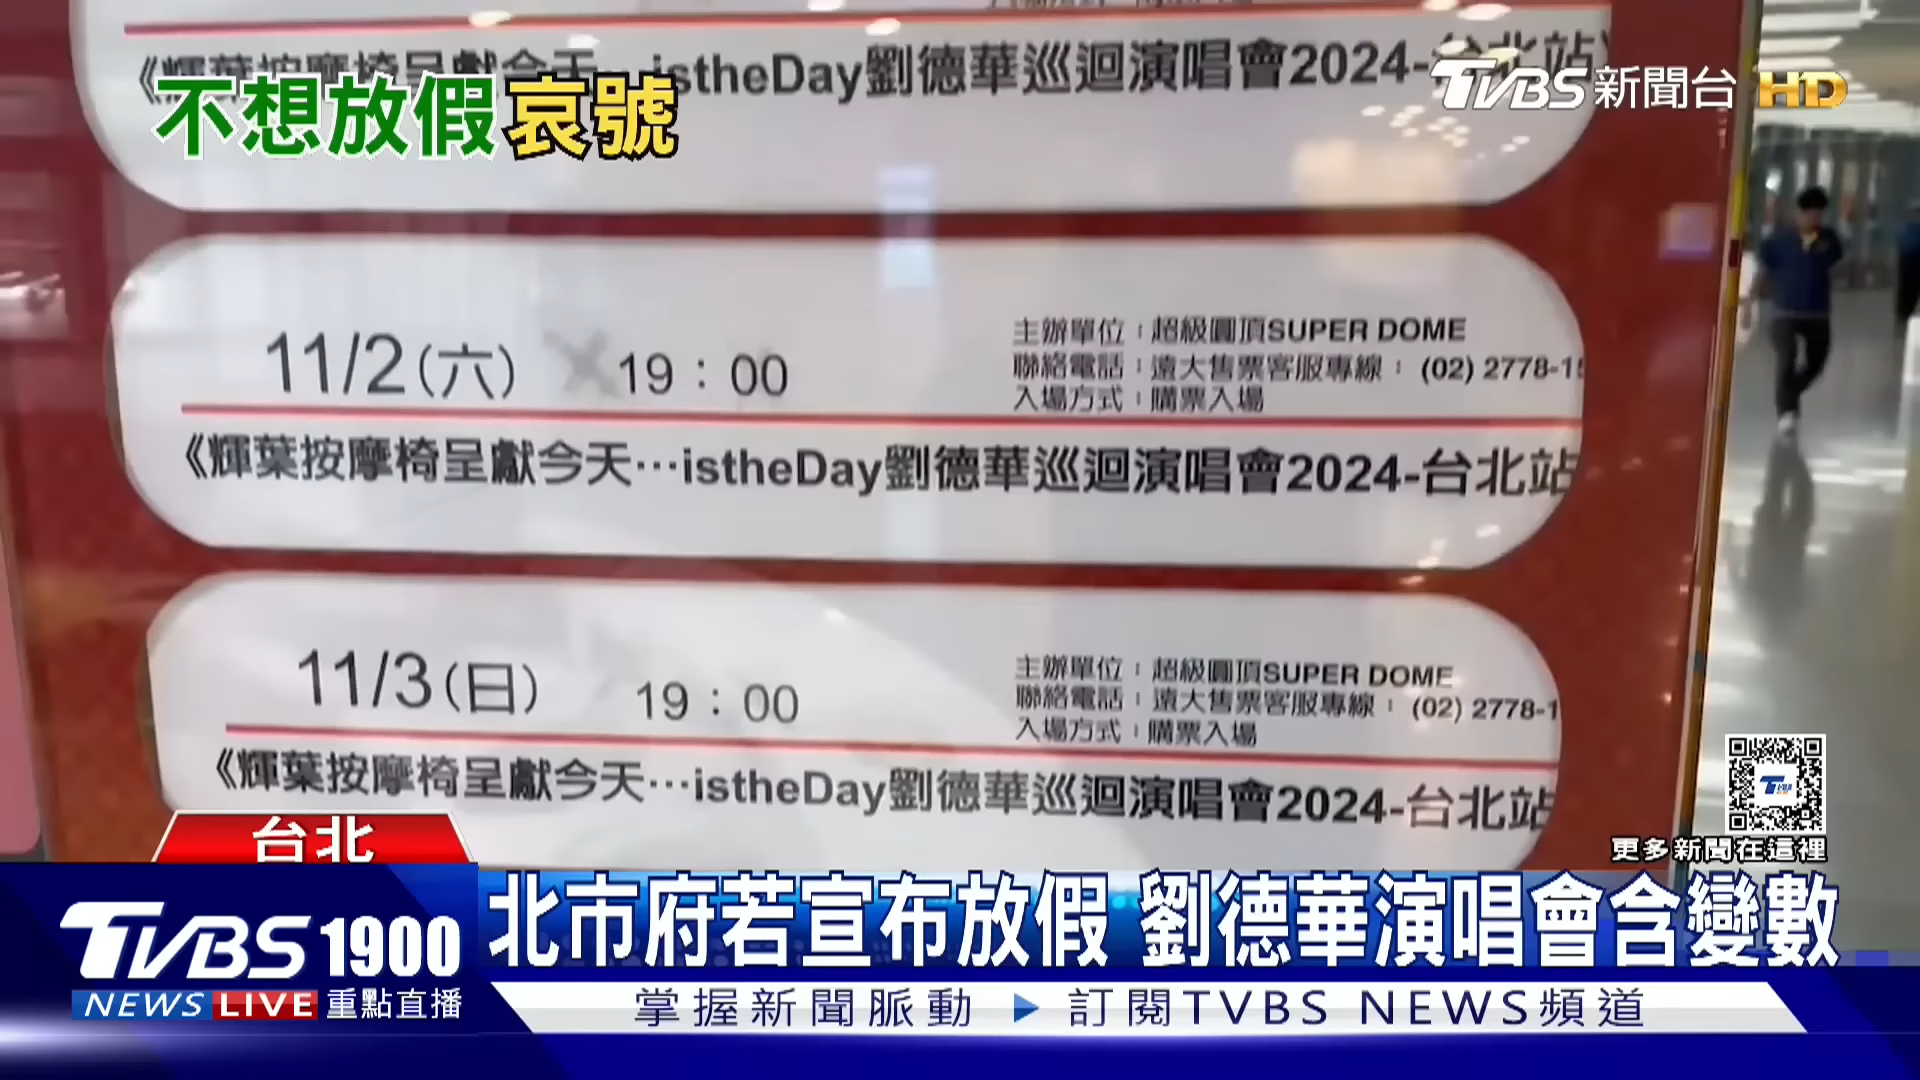 《輝葉按摩椅呈獻今天…istheDay劉德華巡迴演唱會2024-台北站》
不想放假哀號
TVBS新聞台HD
11/2(六) 19：00
主辦單位：超級圓頂SUPER DOME
聯絡電話：遠大售票客服專線：(02) 2778-15
入場方式：購票入場
《輝葉按摩椅呈獻今天…istheDay劉德華巡迴演唱會2024-台北站
11/3(日) 19：00
主辦單位：超級圓頂SUPER DOME
聯絡電話：遠大售票客服專線：(02) 2778-1
入場方式：購票入場
《輝葉按摩椅呈獻今天…istheDay劉德華巡迴演唱會2024-台北站
更多新聞在這裡
台北
北市府若宣布放假 劉德華演唱會含變數
TVBS 1900
NEWS LIVE 重點直播
掌握新聞脈動 ▶ 訂閱TVBS NEWS頻道